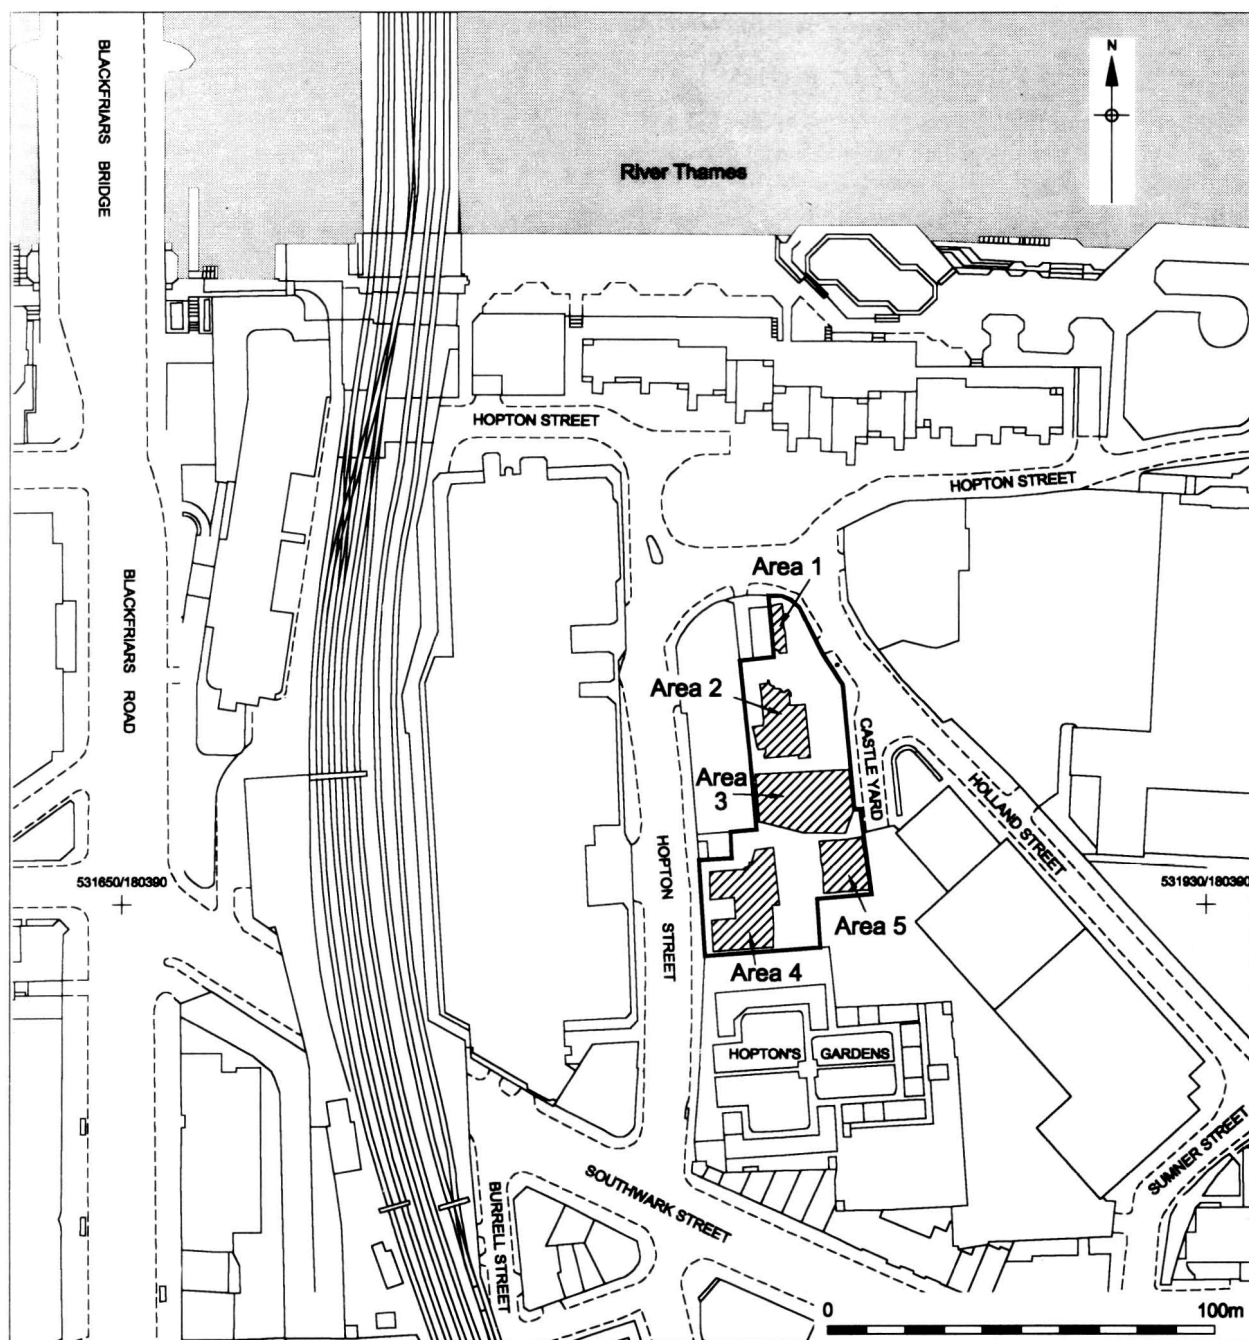 BLACKFRIARS BRIDGE
N
River Thames
HOPTON STREET
HOPTON STREET
Area 1
BLACKFRIARS ROAD
Area 2
CASTLE YARD
Area
3
HOLLAND STREET
HOPTON STREET
531650/180390
531930/180390
Area 5
Area 4
HOPTON'S GARDENS
SUMNER STREET
SOUTHWARK STREET
BURRELL STREET
0 100m